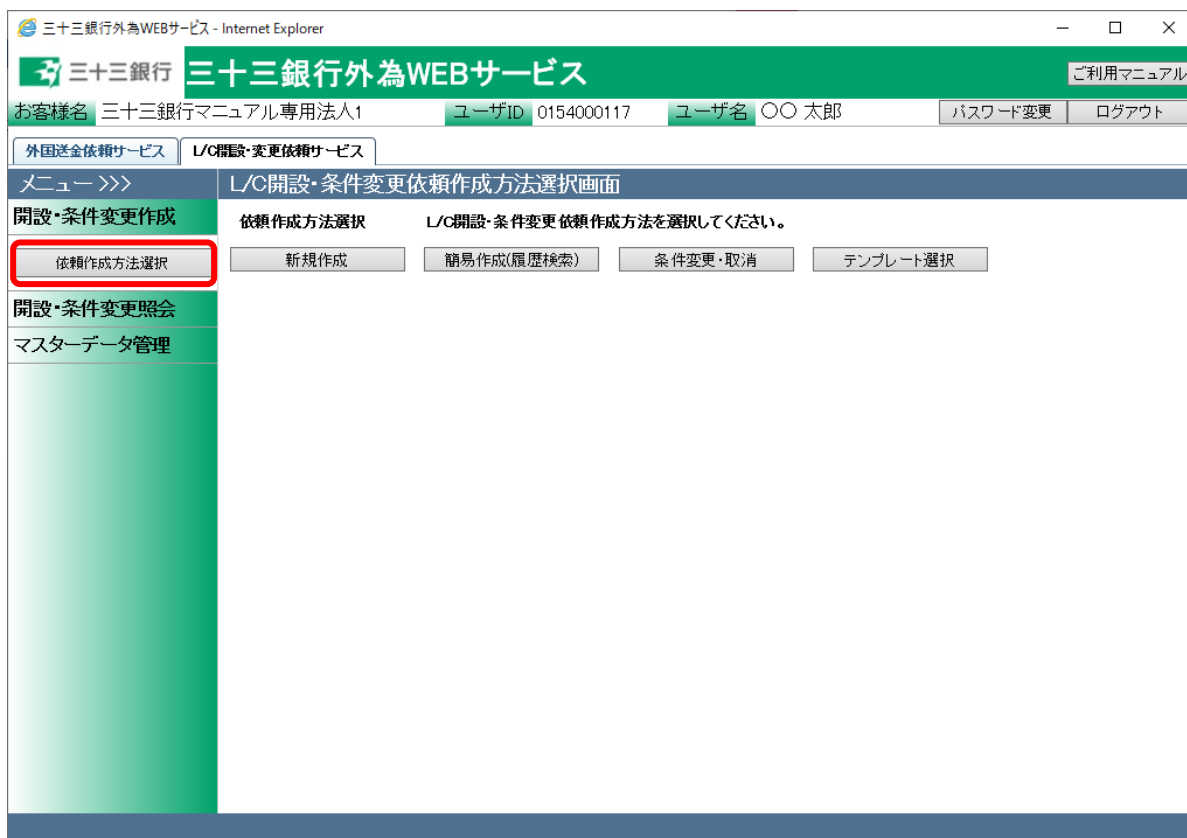 三十三銀行外為WEBサービス - Internet Explorer
三十三銀行 三十三銀行外為WEBサービス ご利用マニュアル
お客様名 三十三銀行マニュアル専用法人1 ユーザID 0154000117 ユーザ名 〇〇 太郎 パスワード変更 ログアウト
外国送金依頼サービス L/C開設・変更依頼サービス
メニュー >>> L/C開設・条件変更依頼作成方法選択画面
開設・条件変更作成 依頼作成方法選択 L/C開設・条件変更依頼作成方法を選択してください。
依頼作成方法選択 新規作成 簡易作成(履歴検索) 条件変更・取消 テンプレート選択
開設・条件変更照会
マスターデータ管理